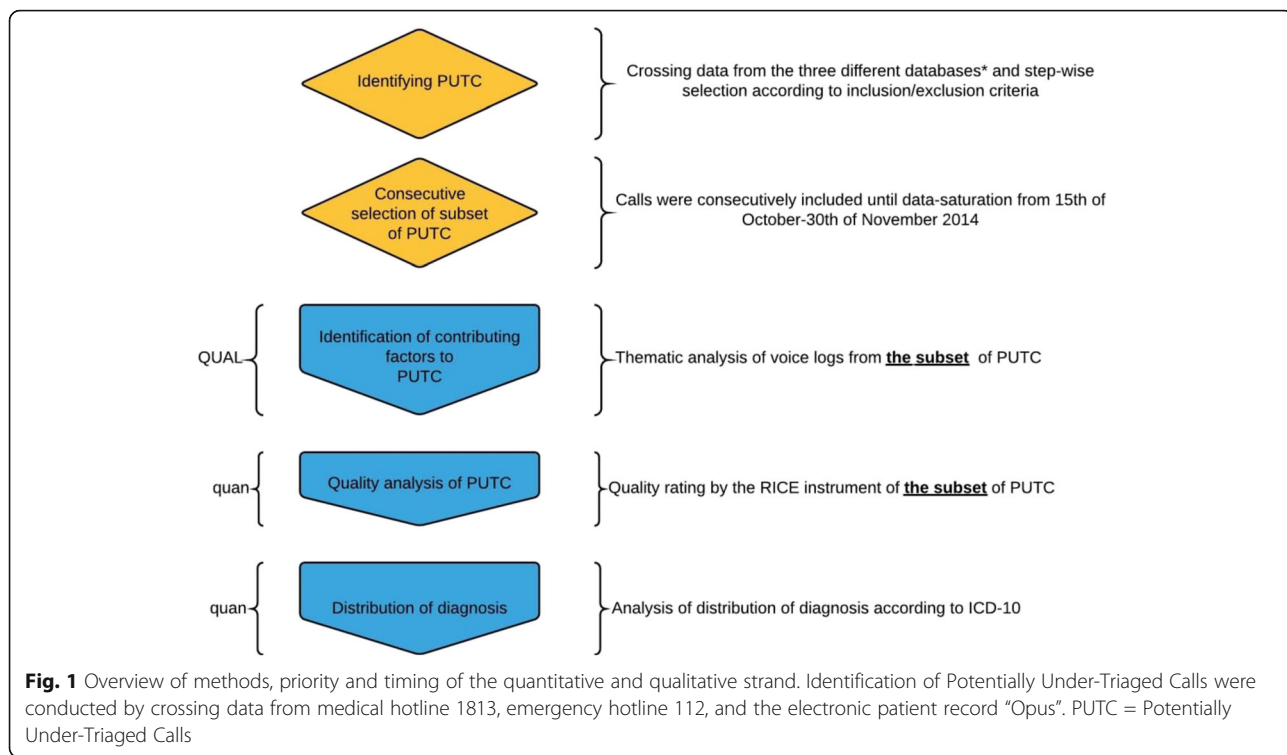 Identifying PUTC
Crossing data from the three different databases* and step-wise
selection according to inclusion/exclusion criteria
Consecutive
selection of subset
of PUTC
Calls were consecutively included until data-saturation from 15th of
October-30th of November 2014
QUAL
Identification of contributing
factors to
PUTC
Thematic analysis of voice logs from the subset of PUTC
quan
Quality analysis of PUTC
Quality rating by the RICE instrument of the subset of PUTC
quan
Distribution of diagnosis
Analysis of distribution of diagnosis according to ICD-10
Fig. 1 Overview of methods, priority and timing of the quantitative and qualitative strand. Identification of Potentially Under-Triaged Calls were
conducted by crossing data from medical hotline 1813, emergency hotline 112, and the electronic patient record “Opus”. PUTC = Potentially
Under-Triaged Calls